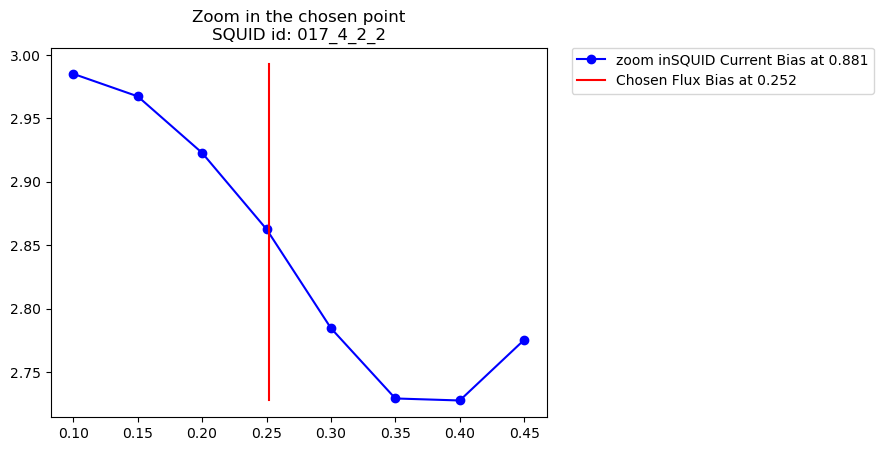 Zoom in the chosen point
SQUID id: 017_4_2_2
3.00
2.95
2.90
2.85
2.80
2.75
0.10 0.15 0.20 0.25 0.30 0.35 0.40 0.45
zoom inSQUID Current Bias at 0.881
Chosen Flux Bias at 0.252